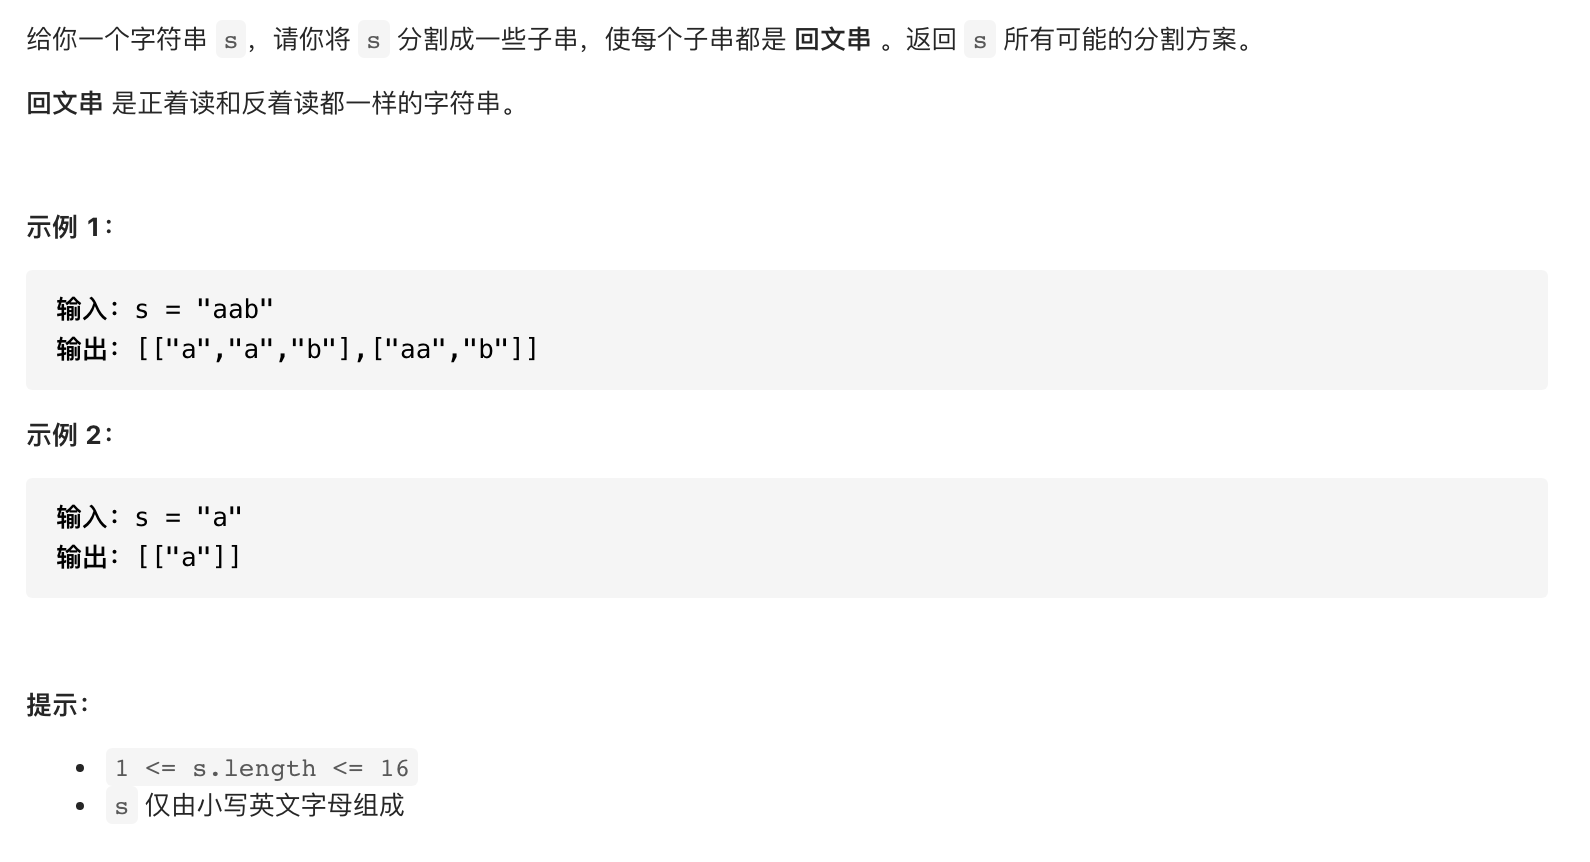 给你一个字符串 s，请你将 s 分割成一些子串，使每个子串都是 回文串 。返回 s 所有可能的分割方案。
回文串 是正着读和反着读都一样的字符串。
示例 1：
输入：s = "aab"
输出：[["a","a","b"],["aa","b"]]
示例 2：
输入：s = "a"
输出：[["a"]]
提示：
• 1 <= s.length <= 16
• s 仅由小写英文字母组成